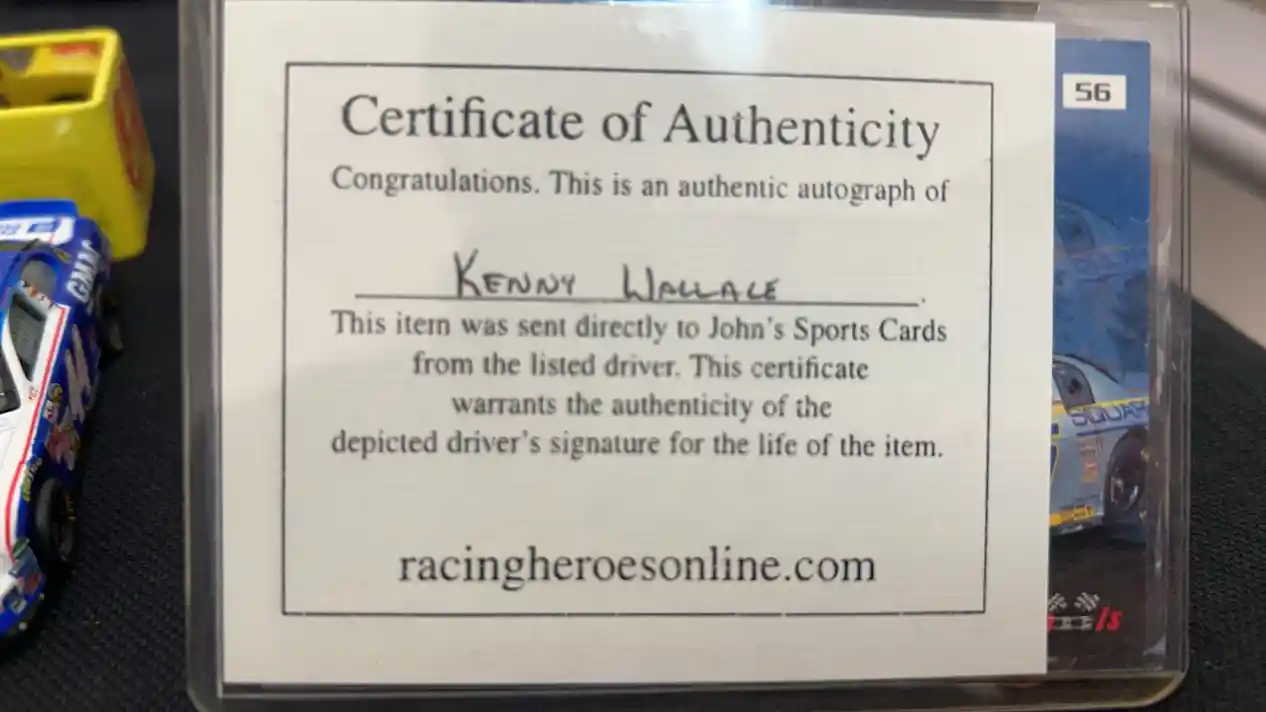 Certificate of Authenticity
Congratulations. This is an authentic autograph of
KENNY WALLACE.
This item was sent directly to John's Sports Cards
from the listed driver. This certificate
warrants the authenticity of the
depicted driver's signature for the life of the item.
racingheroesonline.com
56
SQUAR